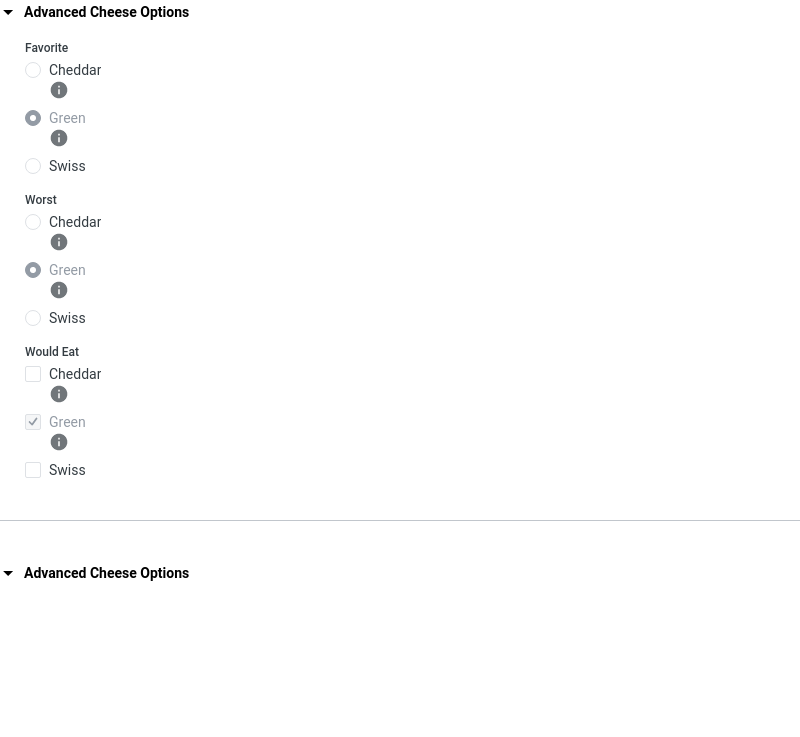 Advanced Cheese Options
Favorite
Cheddar
Green
Swiss
Worst
Cheddar
Green
Swiss
Would Eat
Cheddar
Green
Swiss
Advanced Cheese Options